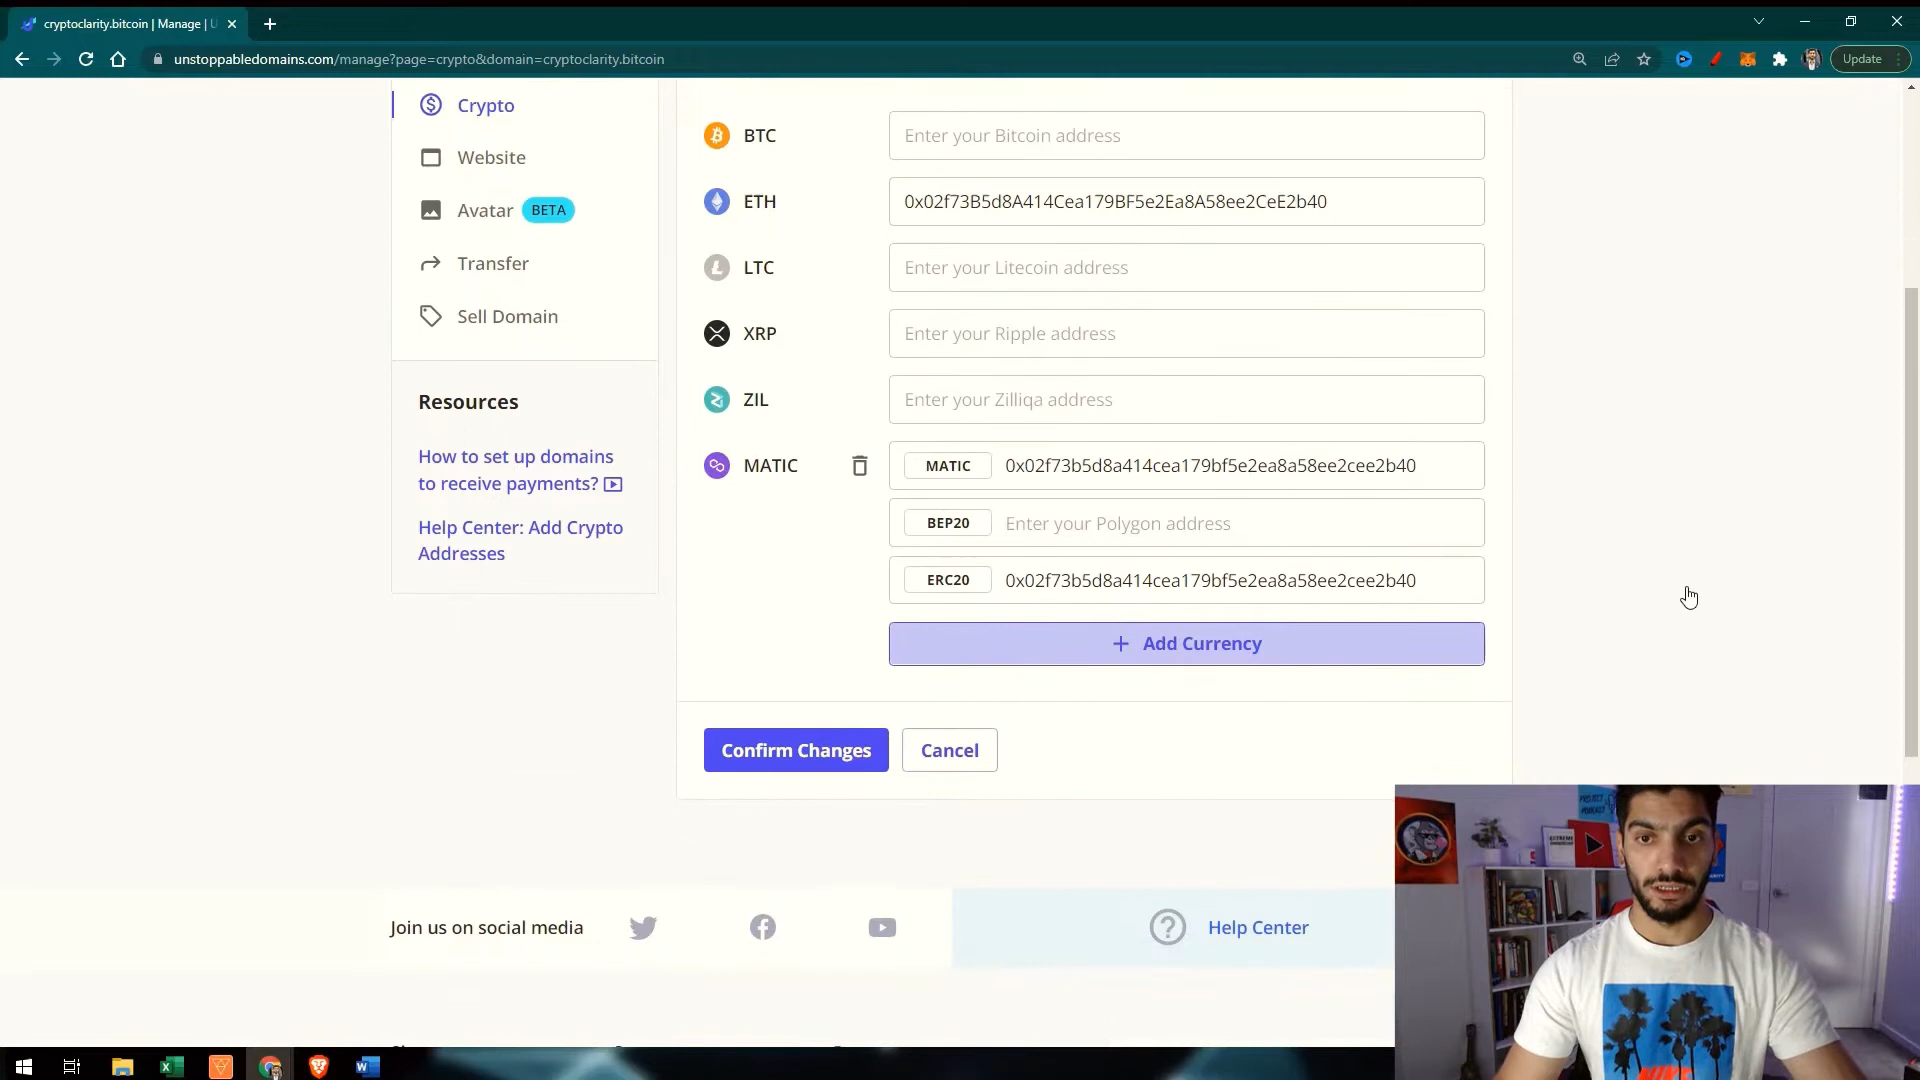 cryptoclarity.bitcoin | Manage | U
unstoppabledomains.com/manage?page=crypto&domain=cryptoclarity.bitcoin
Update
Crypto
Website
Avatar BETA
Transfer
Sell Domain
Resources
How to set up domains
to receive payments?
Help Center: Add Crypto
Addresses
BTC Enter your Bitcoin address
ETH 0x02f73B5d8A414Cea179BF5e2Ea8A58ee2CeE2b40
LTC Enter your Litecoin address
XRP Enter your Ripple address
ZIL Enter your Zilliqa address
MATIC MATIC 0x02f73b5d8a414cea179bf5e2ea8a58ee2cee2b40
BEP20 Enter your Polygon address
ERC20 0x02f73b5d8a414cea179bf5e2ea8a58ee2cee2b40
+ Add Currency
Confirm Changes Cancel
Join us on social media
Help Center